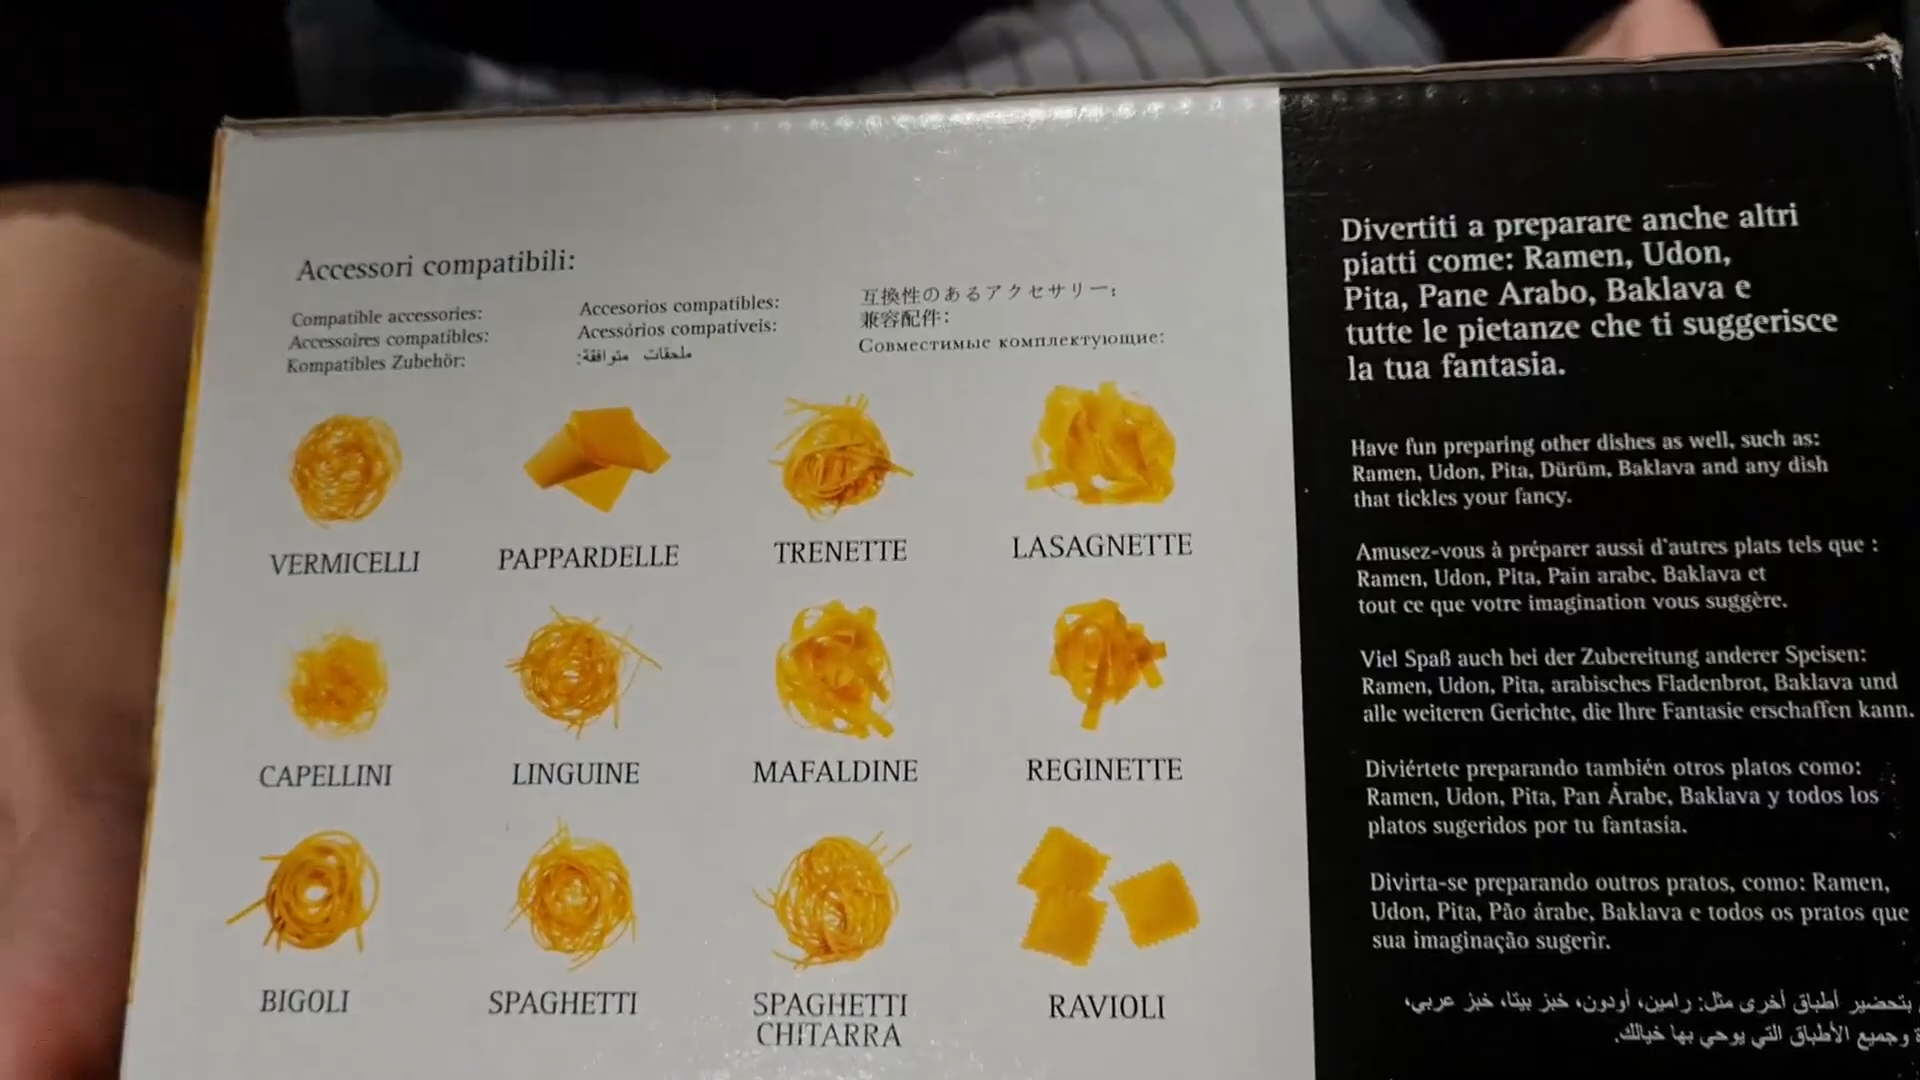 Accessori compatibili:
Compatible accessories:
Accessoires compatibles:
Kompatibles Zubehör:
Accesorios compatibles:
Acessórios compatíveis:
ملحقات متوافقة:
互換性のあるアクセサリー:
兼容配件:
Совместимые комплектующие:
VERMICELLI
PAPPARDELLE
TRENETTE
LASAGNETTE
CAPELLINI
LINGUINE
MAFALDINE
REGINETTE
BIGOLI
SPAGHETTI
SPAGHETTI
CHITARRA
RAVIOLI
Divertiti a preparare anche altri
piatti come: Ramen, Udon,
Pita, Pane Arabo, Baklava e
tutte le pietanze che ti suggerisce
la tua fantasia.
Have fun preparing other dishes as well, such as:
Ramen, Udon, Pita, Dürüm, Baklava and any dish
that tickles your fancy.
Amusez-vous à préparer aussi d'autres plats tels que :
Ramen, Udon, Pita, Pain arabe, Baklava et
tout ce que votre imagination vous suggère.
Viel Spaß auch bei der Zubereitung anderer Speisen:
Ramen, Udon, Pita, arabisches Fladenbrot, Baklava und
alle weiteren Gerichte, die Ihre Fantasie erschaffen kann.
Diviértete preparando también otros platos como:
Ramen, Udon, Pita, Pan Árabe, Baklava y todos los
platos sugeridos por tu fantasía.
Divirta-se preparando outros pratos, como: Ramen,
Udon, Pita, Pão árabe, Baklava e todos os pratos que
sua imaginação sugerir.
بتحضير أطباق أخرى مثل: رامين، أودون، خبز بيتا، خبز عربي،
وجميع الأطباق التي يوحي بها خيالك.